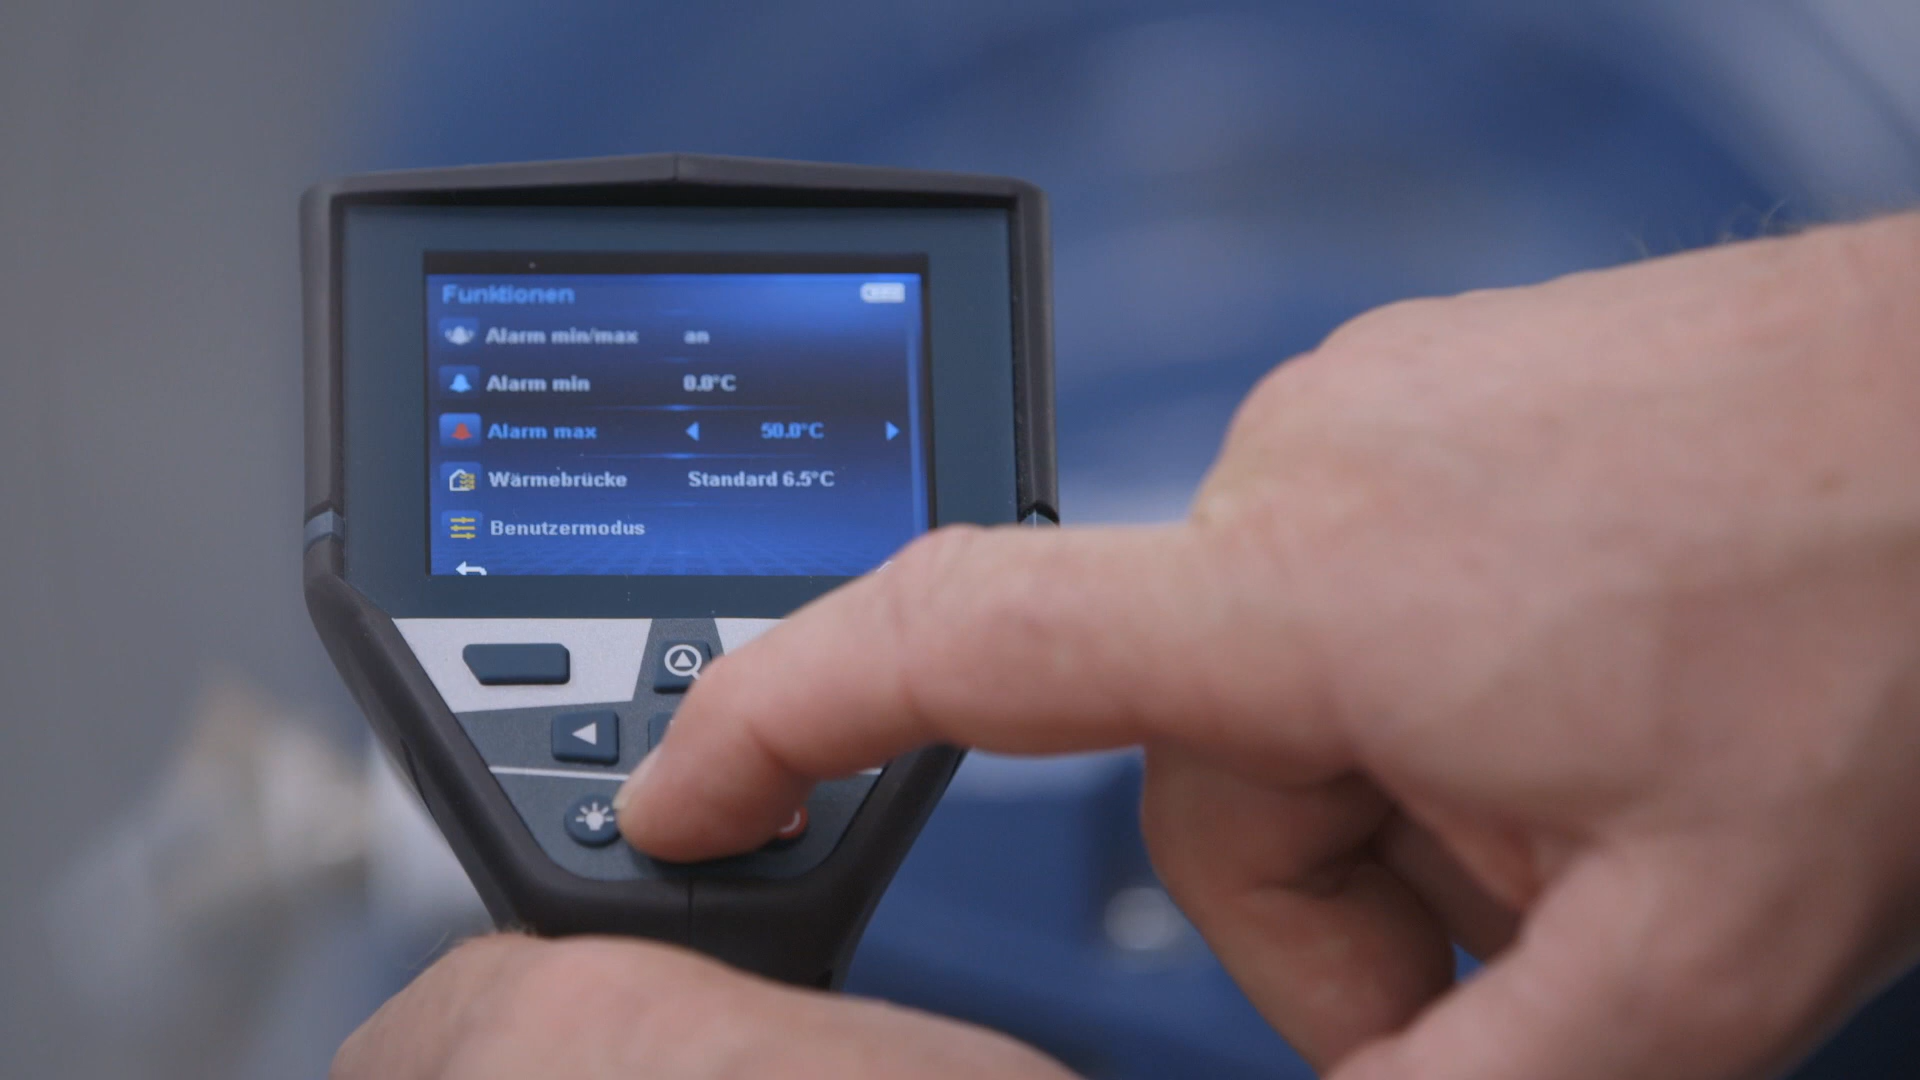 Funktionen
Alarm min/max an
Alarm min 0.0°C
Alarm max 50.0°C
Wärmebrücke Standard 6.5°C
Benutzermodus